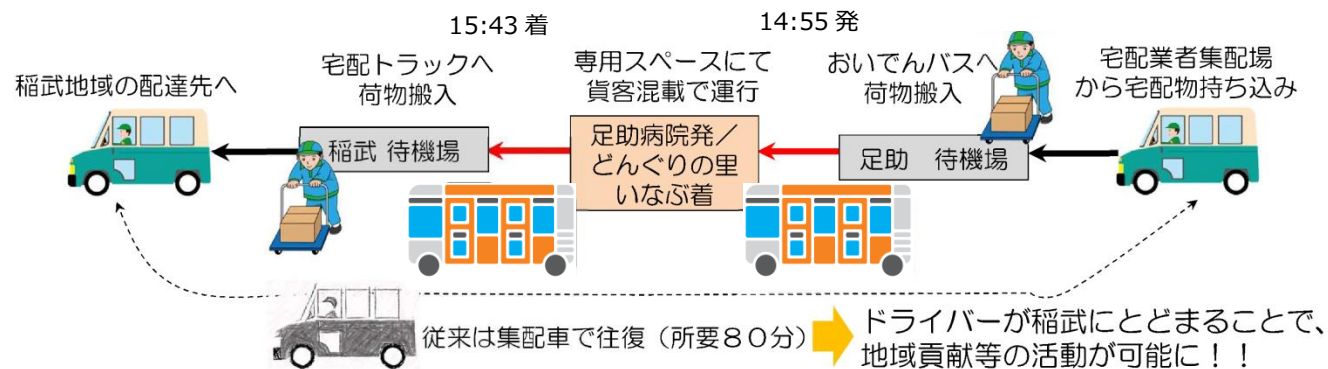 15:43 着
14:55 発
稲武地域の配達先へ
宅配トラックへ
荷物搬入
専用スペースにて
貨客混載で運行
おいでんバスへ
荷物搬入
宅配業者集配場
から宅配物持ち込み
稲武 待機場
足助病院発／
どんぐりの里
いなぶ着
足助　待機場
従来は集配車で往復（所要８０分）
ドライバーが稲武にとどまることで、
地域貢献等の活動が可能に！！